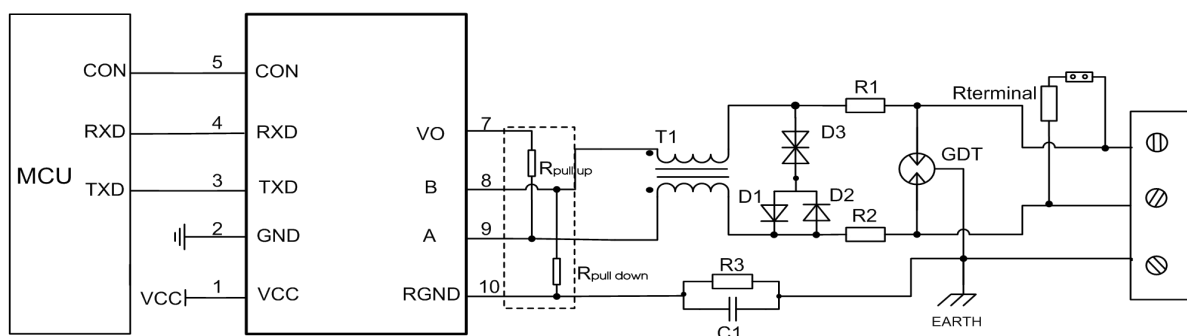 MCU
CON
RXD
TXD
5
4
3
2
1
VCC
CON
RXD
TXD
GND
VCC
VO
B
A
RGND
7
8
9
10
Rpull up
Rpull down
T1
D3
D1
D2
R1
R2
GDT
Rterminal
R3
C1
EARTH